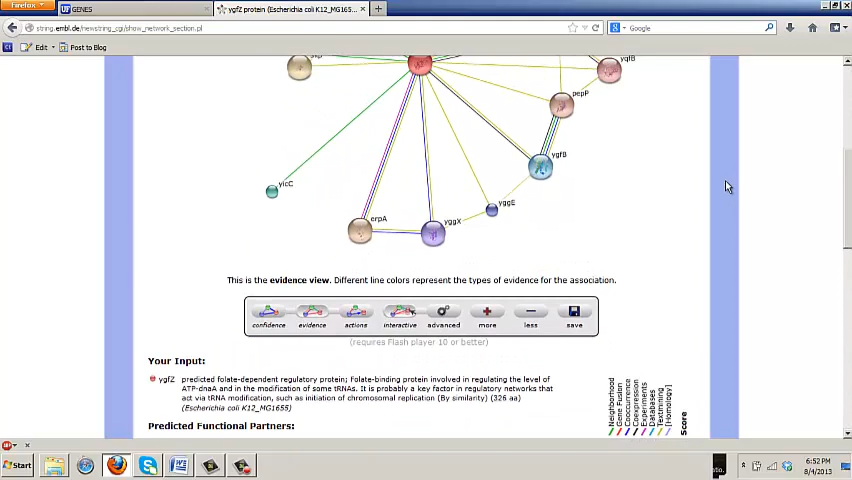 Firefox
GENES
ygfZ protein (Escherichia coli K12_MG1655...
string.embl.de/newstring_cgi/show_network_section.pl
Google
Edit
Post to Blog
yqfB
pepP
ygfB
yicC
yggE
erpA
yggX
This is the evidence view. Different line colors represent the types of evidence for the association.
confidence evidence actions interactive advanced more less save
(requires Flash player 10 or better)
Your Input:
ygfZ predicted folate-dependent regulatory protein; Folate-binding protein involved in regulating the level of
ATP-dnaA and in the modification of some tRNAs. It is probably a key factor in regulatory networks that
act via tRNA modification, such as initiation of chromosomal replication (By similarity) (326 aa)
(Escherichia coli K12_MG1655)
Neighborhood
Gene Fusion
Cooccurrence
Coexpression
Experiments
Databases
Textmining
[Homology]
Score
Predicted Functional Partners:
Start
6:52 PM
8/4/2013